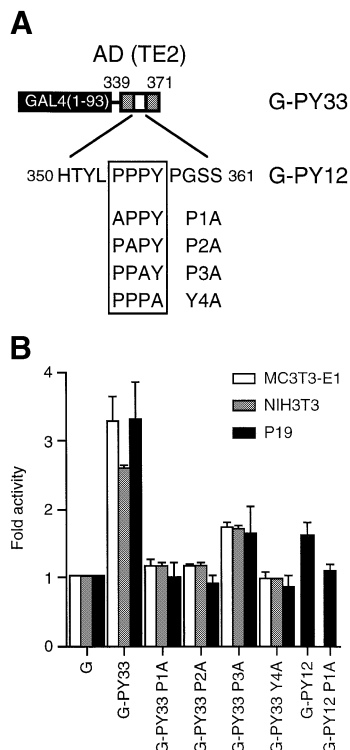 A
AD (TE2)
339 371
GAL4(1-93) G-PY33
350 HTYL PPPY PGSS 361 G-PY12
APPY P1A
PAPY P2A
PPAY P3A
PPPA Y4A
B
4
3
2
1
0
Fold activity
MC3T3-E1
NIH3T3
P19
G
G-PY33
G-PY33 P1A
G-PY33 P2A
G-PY33 P3A
G-PY33 Y4A
G-PY12
G-PY12 P1A